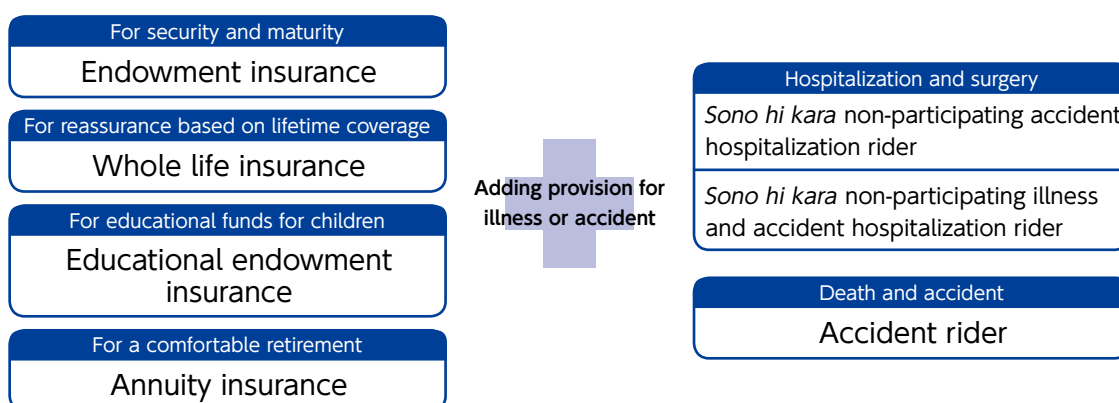 For security and maturity
Endowment insurance
For reassurance based on lifetime coverage
Whole life insurance
For educational funds for children
Educational endowment
insurance
For a comfortable retirement
Annuity insurance
Adding provision for
illness or accident
Hospitalization and surgery
Sono hi kara non-participating accident
hospitalization rider
Sono hi kara non-participating illness
and accident hospitalization rider
Death and accident
Accident rider